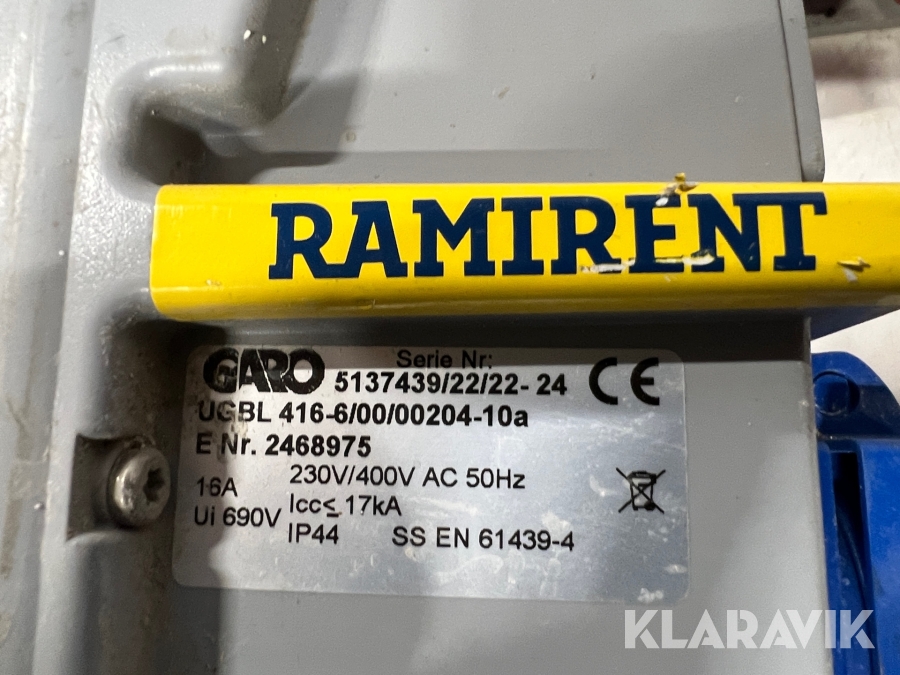 RAMIRENT
GARO Serie Nr:
5137439/22/22- 24 CE
UGBL 416-6/00/00204-10a
E Nr. 2468975
16A 230V/400V AC 50Hz
Ui 690V Icc≤ 17kA
IP44 SS EN 61439-4
KLARAVIK